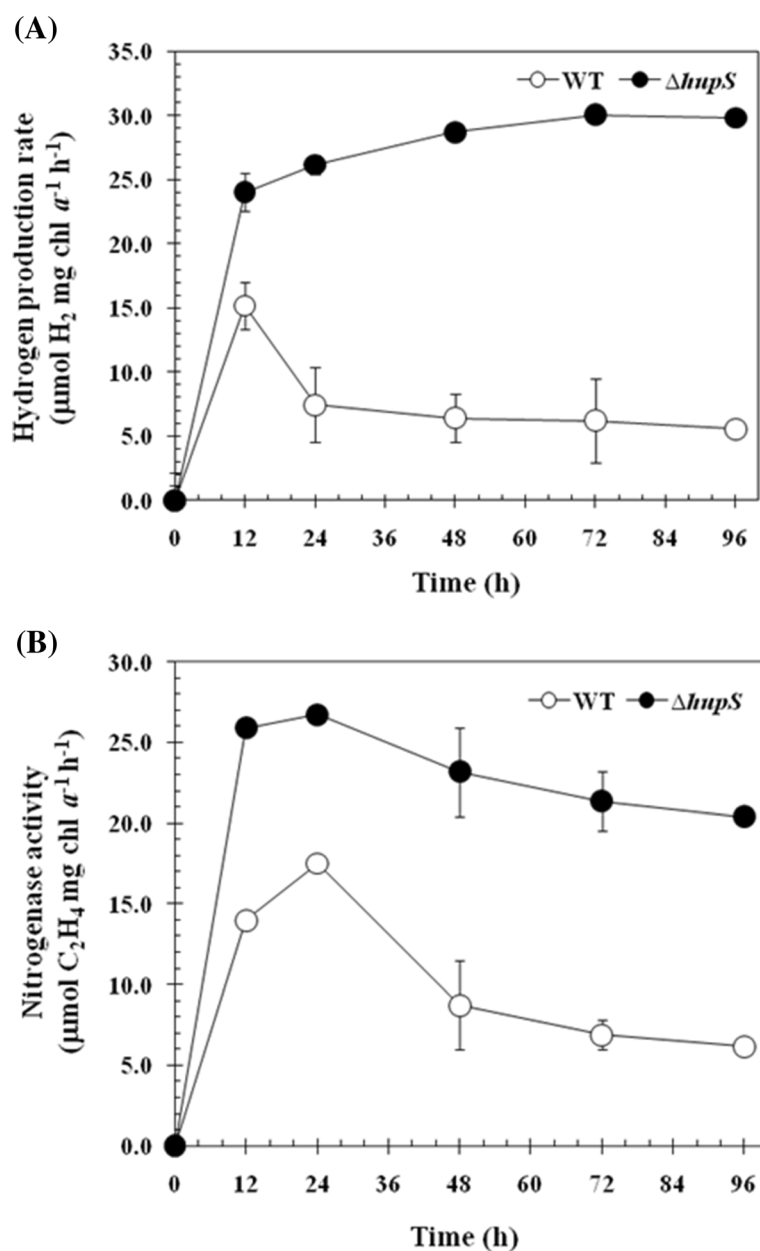 (A)
35.0
WT ΔhupS
30.0
25.0
20.0
15.0
10.0
5.0
0.0
Hydrogen production rate
(μmol H₂ mg chl a⁻¹ h⁻¹)
0 12 24 36 48 60 72 84 96
Time (h)
(B)
30.0
WT ΔhupS
25.0
20.0
15.0
10.0
5.0
0.0
Nitrogenase activity
(μmol C₂H₄ mg chl a⁻¹ h⁻¹)
0 12 24 48 60 72 84 96
Time (h)